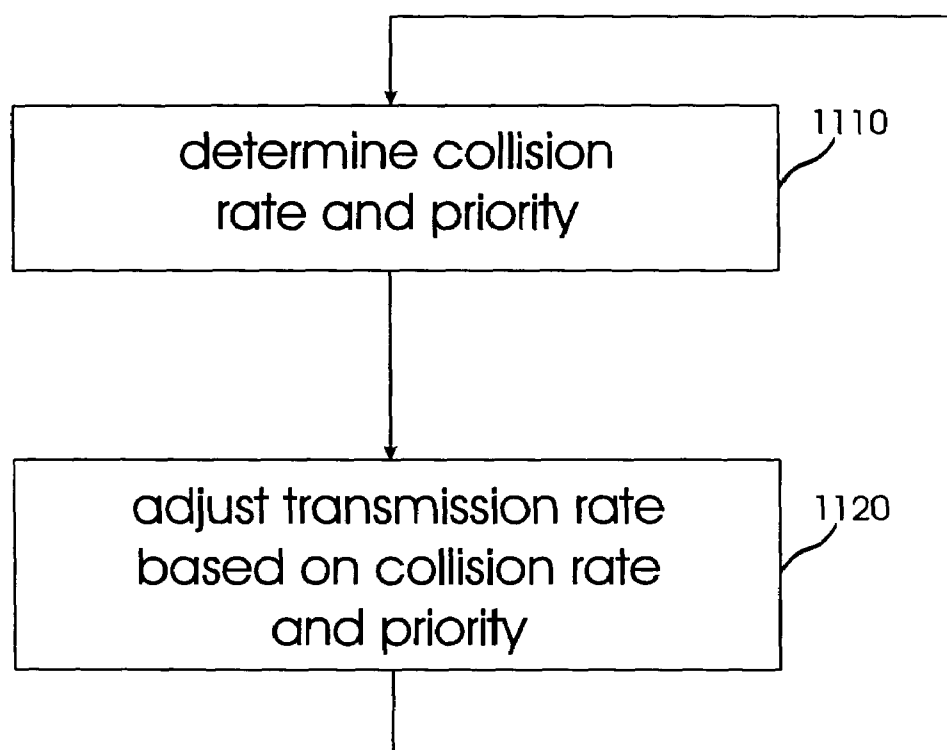 1110
determine collision
rate and priority
1120
adjust transmission rate
based on collision rate
and priority